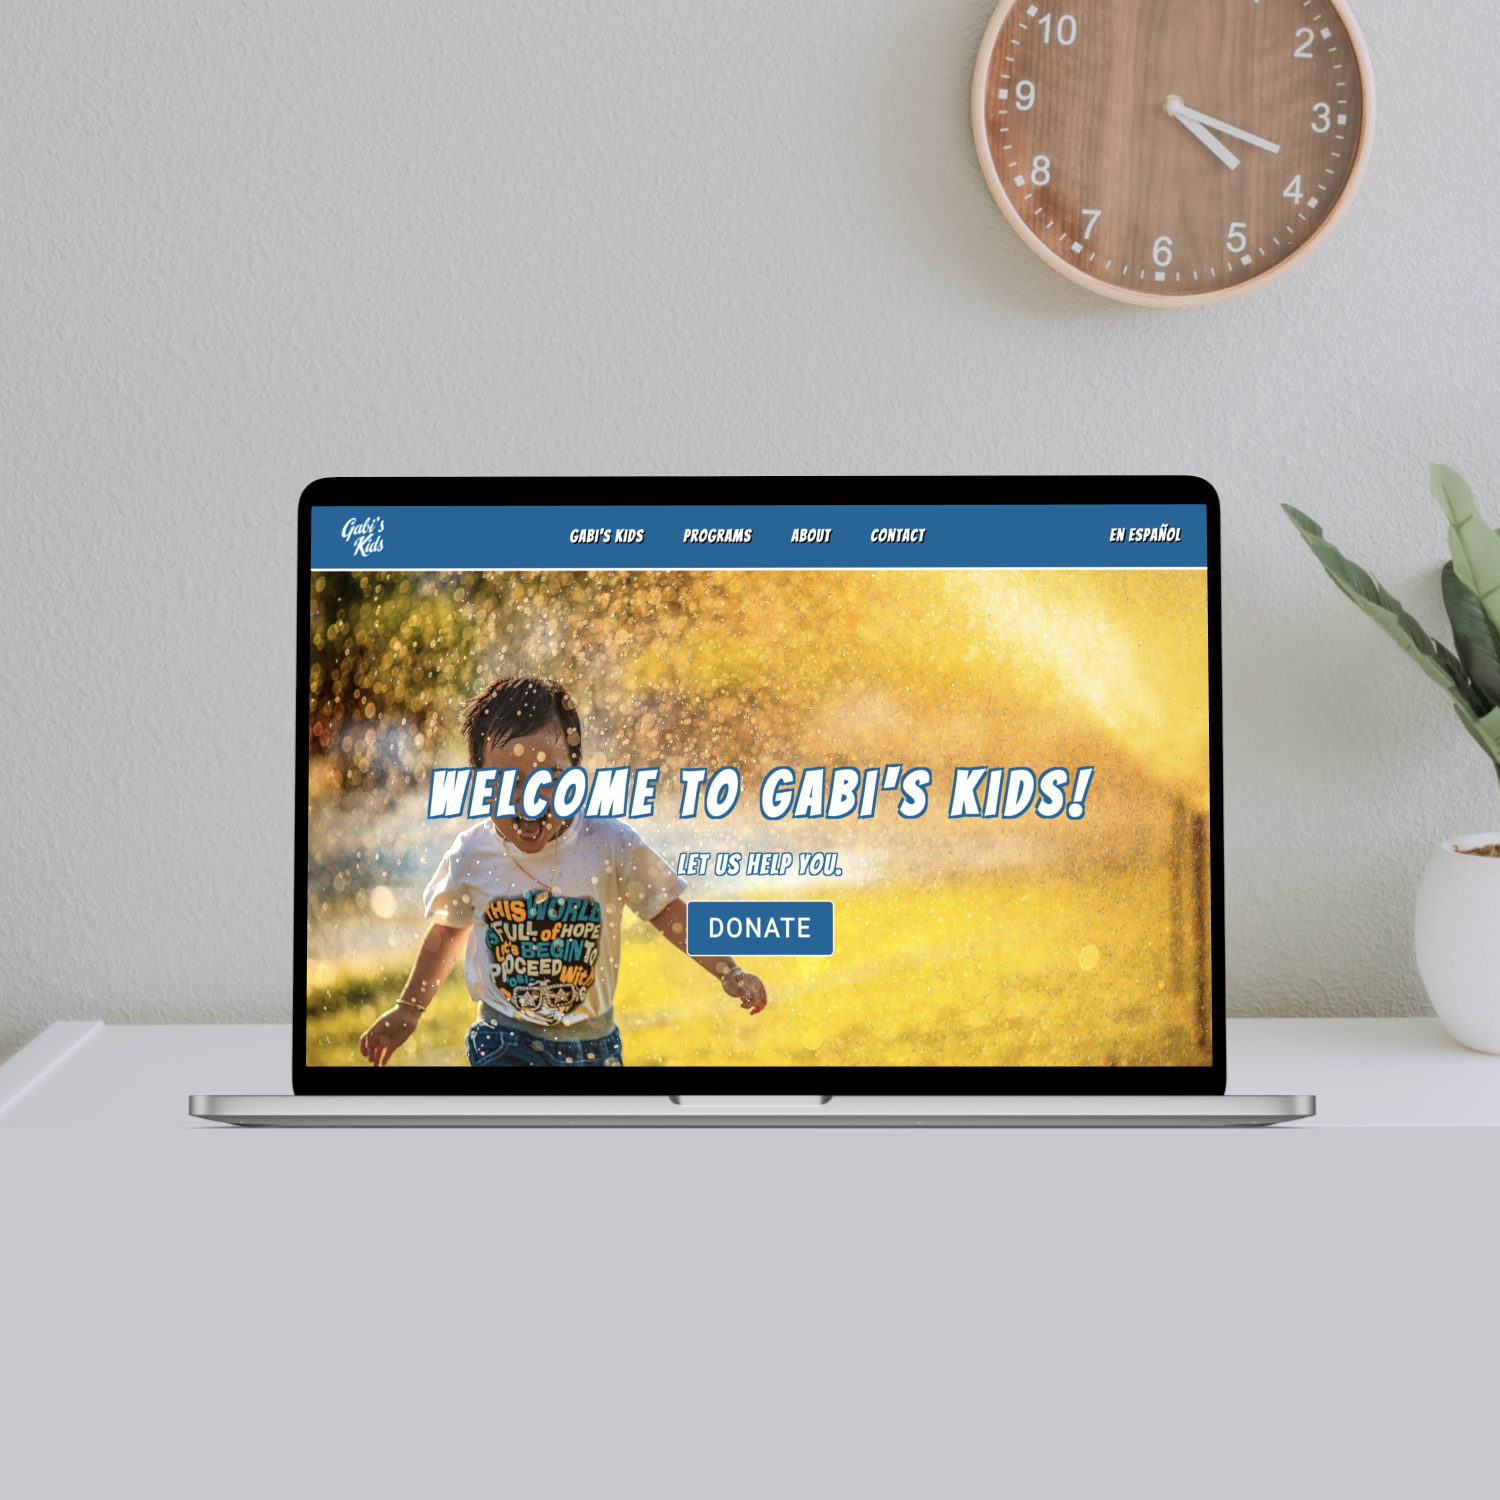 10
2
9
3
8
4
7
5
6
Gabi's
Kids
GABI'S KIDS
PROGRAMS
ABOUT
CONTACT
EN ESPAÑOL
WELCOME TO GABI'S KIDS!
LET US HELP YOU.
DONATE
THIS WORLD
IS FULL of HOPE
LET'S BEGIN TO
PROCEED With